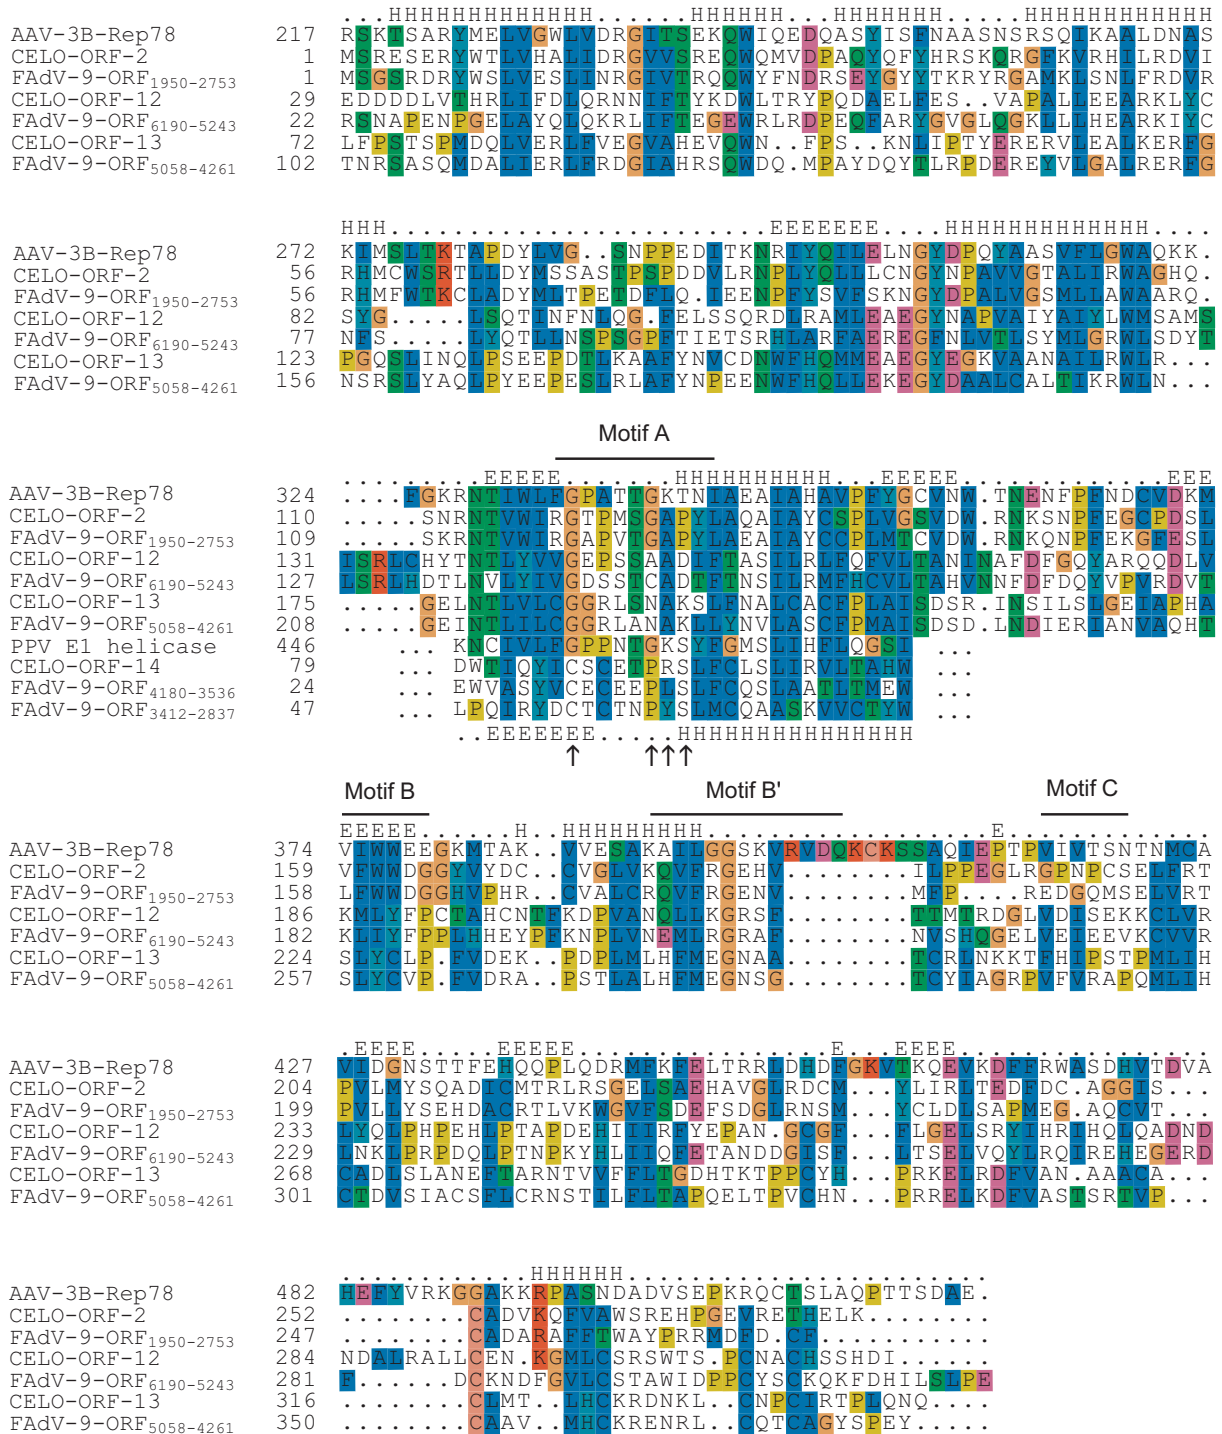 ...HHHHHHHHHHHHH......HHHHHHH...HHHHHHH.....HHHHHHHHHHHH
AAV-3B-Rep78 217 RSKTSARYMELVGWLVDRGITSEKQWIQEDQASYISFNAASNSRSQIKAALDNAS
CELO-ORF-2 1 MSRESERYWTLVHALIDRGVVSREQWQMVDPAQYQFYHRSKQRGFKVRHILRDVI
FAdV-9-ORF1950-2753 1 MSGSRDRYWSLVESLINRGIVTRQQWYFNDRSEYGYYTKRYRGAMKLSNLFRDVR
CELO-ORF-12 29 EDDDDLVTHRLIFDLQRNNIFTYKDWLTRYPQDAELFES..VAPALLEEARKLYC
FAdV-9-ORF6190-5243 22 RSNAPENPGELAYQLQKRLIFTEGEWRLRDPEQFARYGVGLQGKLLLHEARKIYC
CELO-ORF-13 72 LFPSTSPMDQLVERLFVEGVAHEVQWN..FPS..KNLIPTYERERVLEALKERFG
FAdV-9-ORF5058-4261 102 TNRSASQMDALIERLFRDGIAHRSQWDQ.MPAYDQYTLRPDEREYVLGALRERFG
HHH.........................EEEEEEE....HHHHHHHHHHHHH....
AAV-3B-Rep78 272 KIMSLTKTAPDYLVG..SNPPEDITKNRIYQILELNGYDPQYAASVFLGWAQKK.
CELO-ORF-2 56 RHMCWSRTLLDYMSSASTPSPDDVLRNPLYQLLLCNGYNPAVVGTALIRWAGHQ.
FAdV-9-ORF1950-2753 56 RHMFWTKCLADYMLTPETDFLQ.IEENPFYSVFSKNGYDPALVGSMLLAWAARQ.
CELO-ORF-12 82 SYG.....LSQTINFNLQG.FELSSQRDLRAMLEAEGYNAPVAIYAIYLWMSAMS
FAdV-9-ORF6190-5243 77 NFS.....LYQTLLNSPSGPFTIETSRHLARFAEREGFNLVTLSYMLGRWLSDYT
CELO-ORF-13 123 PGQSLINQLPSEEPDTLKAAFYNVCDNWFHQMMEAEGYEGKVAANAILRWLR...
FAdV-9-ORF5058-4261 156 NSRSLYAQLPYEEPESLRLAFYNPEENWFHQLLEKEGYDAALCALTIKRWLN...
Motif A
.........EEEEE.......HHHHHHHHHH...EEEEE.............EEE
AAV-3B-Rep78 324 ....FGKRNTIWLFGPATTGKTNIAEAIAHAVPFYGCVNW.TNENFPFNDCVDKM
CELO-ORF-2 110 .....SNRNTVWIRGTPMSGAPYLAQAIAYCSPLVGSVDW.RNKSNPFEGCPDSL
FAdV-9-ORF1950-2753 109 .....SKRNTVWIRGAPVTGAPYLAEAIAYCCPLMTCVDW.RNKQNPFEKGFESL
CELO-ORF-12 131 ISRLCHYTNTLYVVGEPSSAADIFTASILRLFQFVLTANINAFDFGQYARQQDLV
FAdV-9-ORF6190-5243 127 LSRLHDTLNVLYIVGDSSTCADTFTNSILRMFHCVLTAHVNNFDFDQYVPVRDVT
CELO-ORF-13 175 .....GELNTLVLCGGRLSNAKSLFNALCACFPLAISDSR.INSILSLGEIAPHA
FAdV-9-ORF5058-4261 208 .....GEINTLILCGGRLANAKLLYNVLASCFPMAISDSD.LNDIERIANVAQHT
PPV E1 helicase 446 ... KNCIVLFGPPNTGKSYFGMSLIHFLQGSI ...
CELO-ORF-14 79 ... DWTIQYICSCETPRSLFCLSLIRVLTAHW ...
FAdV-9-ORF4180-3536 24 ... EWVASYVCECEEPLSLFCQSLAATLTMEW ...
FAdV-9-ORF3412-2837 47 ... LPQIRYDCTCTNPYSLMCQAASKVVCTYW ...
..EEEEEEE.....HHHHHHHHHHHHHHH
↑ ↑↑↑
Motif B Motif B' Motif C
EEEEE......H..HHHHHHHHH...................E.............
AAV-3B-Rep78 374 VIWWEEGKMTAK..VVESAKAILGGSKVRVDQKCKSSAQIEPTPVIVTSNTNMCA
CELO-ORF-2 159 VFWWDGGYVYDC..CVGLVKQVFRGEHV........ILPPEGLRGPNPCSELFRT
FAdV-9-ORF1950-2753 158 LFWWDGGHVPHR..CVALCRQVFRGENV........MFP....REDGQMSELVRT
CELO-ORF-12 186 KMLYFPCTAHCNTFKDPVANQLLKGRSF........TTMTRDGLVDISEKKCLVR
FAdV-9-ORF6190-5243 182 KLIYFPPLHHEYPFKNPLVNEMLRGRAF........NVSHQGELVEIEEVKCVVR
CELO-ORF-13 224 SLYCLP.FVDEK..PDPLMLHFMEGNAA........TCRLNKKTFHIPSTPMLIH
FAdV-9-ORF5058-4261 257 SLYCVP.FVDRA..PSTLALHFMEGNSG........TCYIAGRPVFVRAPQMLIH
.EEEE.....EEEEE................E...EEEE................
AAV-3B-Rep78 427 VIDGNSTTFEHQQPLQDRMFKFELTRRLDHDFGKVTKQEVKDFFRWASDHVTDVA
CELO-ORF-2 204 PVLMYSQADICMTRLRSGELSAEHAVGLRDCM...YLIRLTEDFDC.AGGIS...
FAdV-9-ORF1950-2753 199 PVLLYSEHDACRTLVKWGVFSDEFSDGLRNSM...YCLDLSAPMEG.AQCVT...
CELO-ORF-12 233 LYQLPHPEHLPTAPDEHIIIRFYEPAN.GCGF...FLGELSRYIHRIHQLQADND
FAdV-9-ORF6190-5243 229 LNKLPRPDQLPTNPKYHLIIQFETANDDGISF...LTSELVQYLRQIREHEGERD
CELO-ORF-13 268 CADLSLANEFTARNTVVFFLTGDHTKTPPCYH...PRKELRDFVAN.AAACA...
FAdV-9-ORF5058-4261 301 CTDVSIACSFLCRNSTILFLTAPQELTPVCHN...PRRELKDFVASTSRTVP...
............HHHHHH.......................
AAV-3B-Rep78 482 HEFYVRKGGAKKRPASNDADVSEPKRQCTSLAQPTTSDAE.
CELO-ORF-2 252 ........CADVKQFVAWSREHPGEVRETHELK........
FAdV-9-ORF1950-2753 247 ........CADARAFFTWAYPRRMDFD.CF...........
CELO-ORF-12 284 NDALRALLCEN.KGMLCSRSWTS.PCNACHSSHDI......
FAdV-9-ORF6190-5243 281 F.......DCKNDFGVLCSTAWIDPPCYSCKQKFDHILSLPE
CELO-ORF-13 316 ........CLMT..LHCKRDNKL..CNPCIRTPLQNQ....
FAdV-9-ORF5058-4261 350 ........CAAV..MHCKRENRL..CQTCAGYSPEY.....